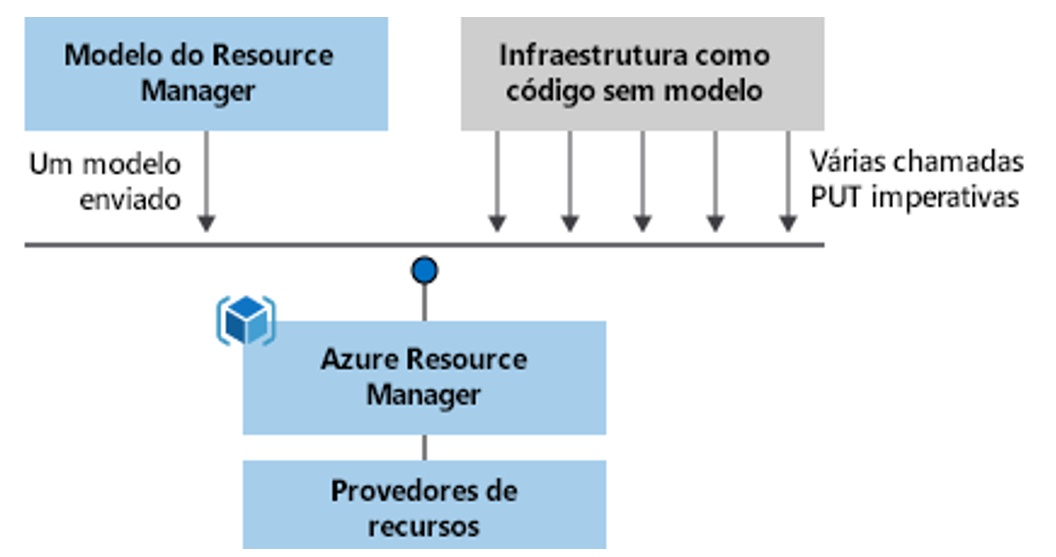 Modelo do Resource
Manager
Infraestrutura como
código sem modelo
Um modelo
enviado
Várias chamadas
PUT imperativas
Azure Resource
Manager
Provedores de
recursos